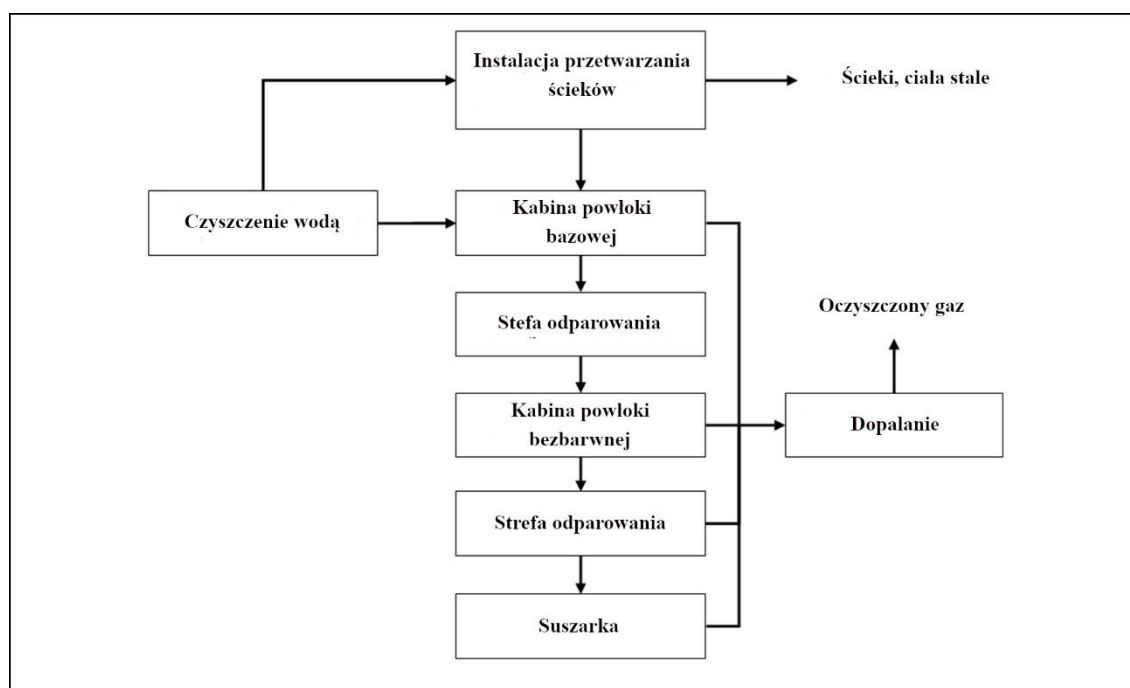 Instalacja przetwarzania
ścieków
Ścieki, ciała stałe
Czyszczenie wodą
Kabina powłoki
bazowej
Stefa odparowania
Oczyszczony gaz
Kabina powłoki
bezbarwnej
Dopalanie
Strefa odparowania
Suszarka